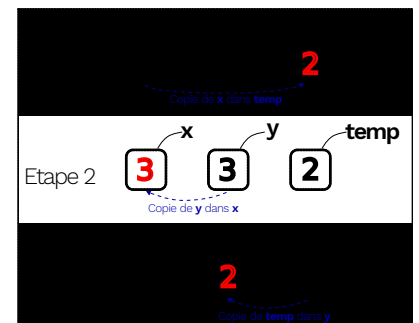 2
Copie de x dans temp
x y temp
Etape 2 3 3 2
Copie de y dans x
2
Copie de temp dans y